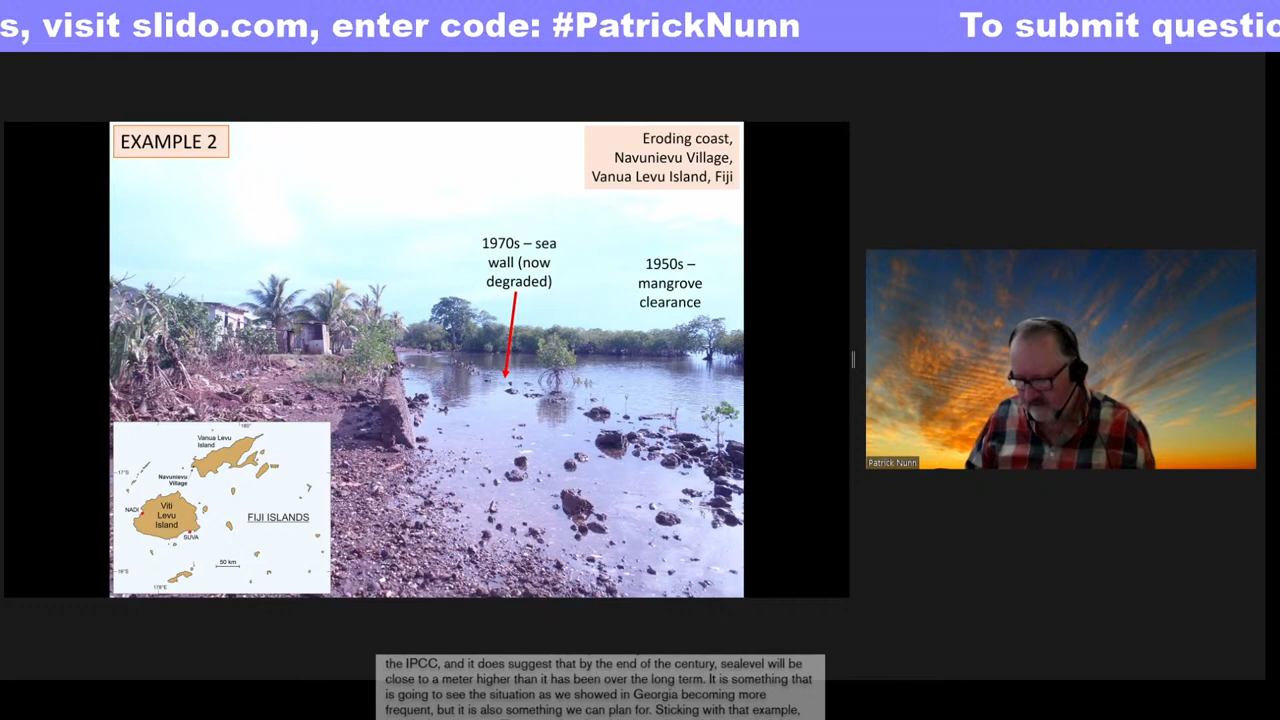 s, visit slido.com, enter code: #PatrickNunn To submit questio
EXAMPLE 2
Eroding coast,
Navunievu Village,
Vanua Levu Island, Fiji
1970s – sea
wall (now
degraded)
1950s –
mangrove
clearance
180°
Vanua Levu
Island
17°S
Navunievu
Village
NADI
Viti
Levu
Island
SUVA
FIJI ISLANDS
50 km
178°E
Patrick Nunn
the IPCC, and it does suggest that by the end of the century, sealevel will be
close to a meter higher than it has been over the long term. It is something that
is going to see the situation as we showed in Georgia becoming more
frequent, but it is also something we can plan for. Sticking with that example,